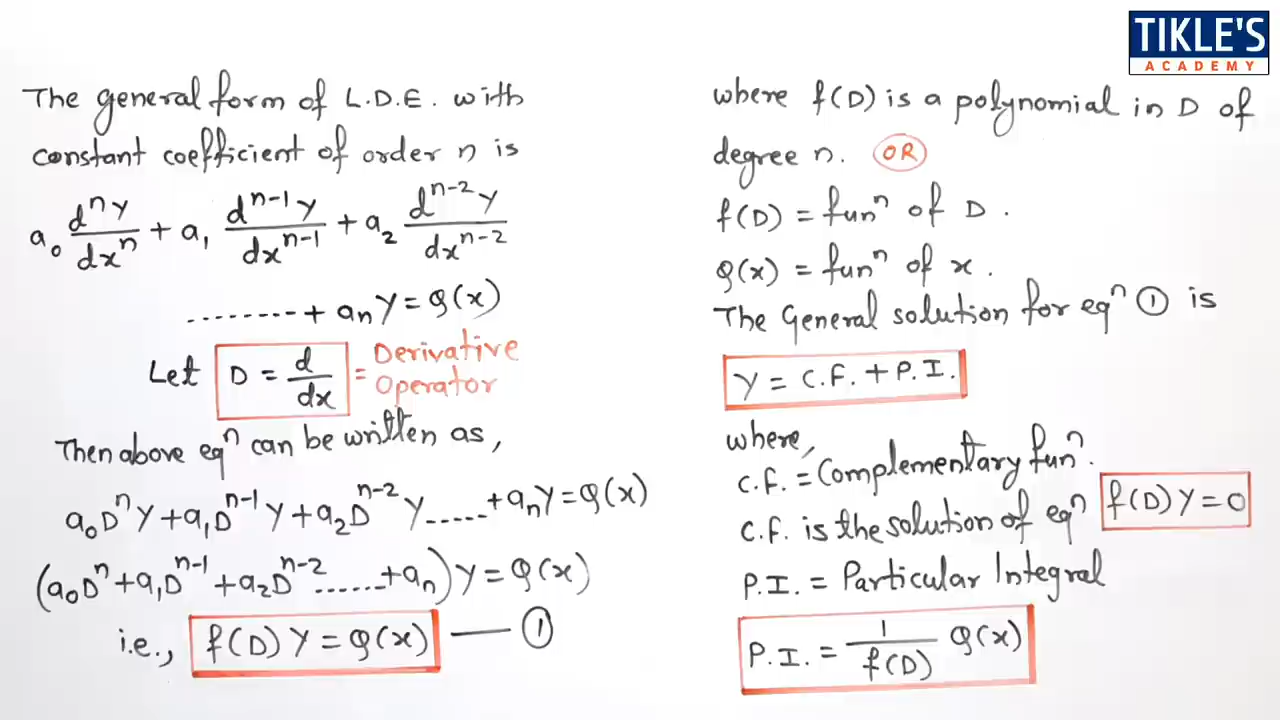 TIKLE'S
ACADEMY
The general form of L.D.E. with
constant coefficient of order n is
a₀ dⁿy/dxⁿ + a₁ dⁿ⁻¹y/dxⁿ⁻¹ + a₂ dⁿ⁻²y/dxⁿ⁻²
......... + aₙy = Q(x)
Let D = d/dx = Derivative Operator
Then above eqⁿ can be written as,
a₀Dⁿy + a₁Dⁿ⁻¹y + a₂Dⁿ⁻²y ..... + aₙy = Q(x)
(a₀Dⁿ + a₁Dⁿ⁻¹ + a₂Dⁿ⁻² ...... + aₙ) y = Q(x)
i.e., f(D) y = Q(x) — ①
where f(D) is a polynomial in D of
degree n. OR
f(D) = funⁿ of D.
Q(x) = funⁿ of x.
The General solution for eqⁿ ① is
y = C.F. + P.I.
where,
C.F. = Complementary funⁿ.
C.F. is the solution of eqⁿ f(D) y = 0
P.I. = Particular Integral
P.I. = 1/f(D) Q(x)